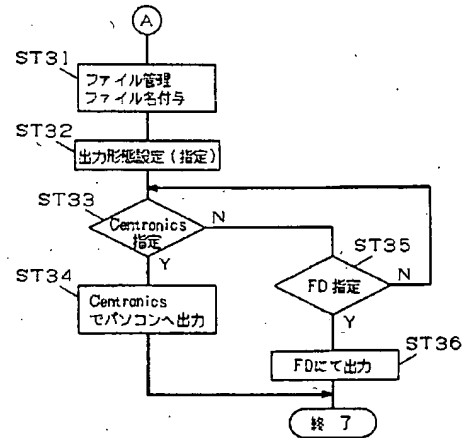 A
ST31
ファイル管理
ファイル名付与
ST32
出力形態設定(指定)
ST33
Centronics
指定
N
Y
ST35
FD指定
N
Y
ST34
Centronics
でパソコンへ出力
ST36
FDにて出力
終了